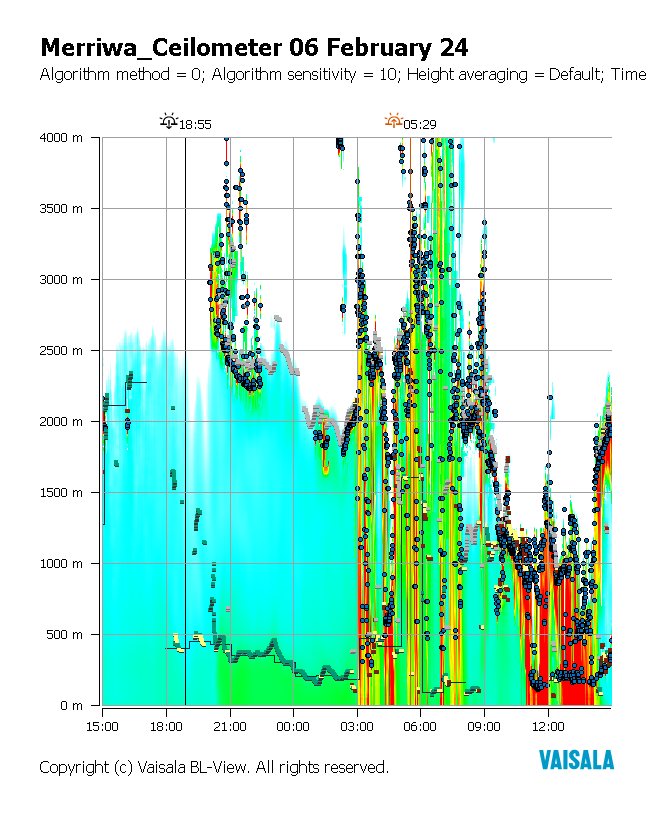 Merriwa_Ceilometer 06 February 24
Algorithm method = 0; Algorithm sensitivity = 10; Height averaging = Default; Time
18:55 05:29
4000 m
3500 m
3000 m
2500 m
2000 m
1500 m
1000 m
500 m
0 m
15:00 18:00 21:00 00:00 03:00 06:00 09:00 12:00
VAISALA
Copyright (c) Vaisala BL-View. All rights reserved.